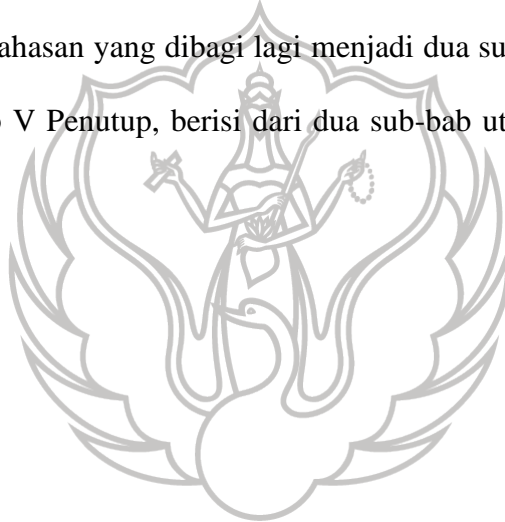 ahasan yang dibagi lagi menjadi dua su
V Penutup, berisi dari dua sub-bab ut